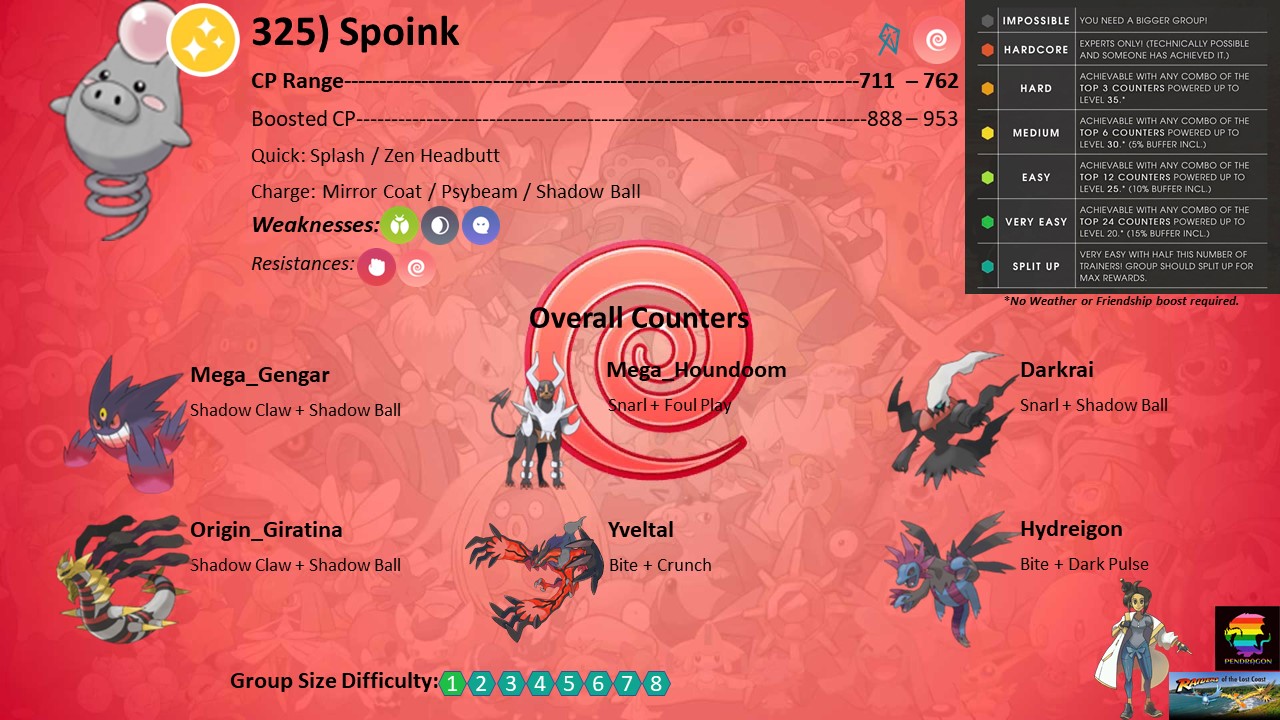 325) Spoink
CP Range---711 – 762
Boosted CP---888 – 953
Quick: Splash / Zen Headbutt
Charge: Mirror Coat / Psybeam / Shadow Ball
Weaknesses:
Resistances:
IMPOSSIBLE YOU NEED A BIGGER GROUP!
HARDCORE EXPERTS ONLY! (TECHNICALLY POSSIBLE
AND SOMEONE HAS ACHIEVED IT.)
HARD ACHIEVABLE WITH ANY COMBO OF THE
TOP 3 COUNTERS POWERED UP TO
LEVEL 35.*
MEDIUM ACHIEVABLE WITH ANY COMBO OF THE
TOP 6 COUNTERS POWERED UP TO
LEVEL 30.* (5% BUFFER INCL.)
EASY ACHIEVABLE WITH ANY COMBO OF THE
TOP 12 COUNTERS POWERED UP TO
LEVEL 25.* (10% BUFFER INCL.)
VERY EASY ACHIEVABLE WITH ANY COMBO OF THE
TOP 24 COUNTERS POWERED UP TO
LEVEL 20.* (15% BUFFER INCL.)
SPLIT UP VERY EASY WITH HALF THIS NUMBER OF
TRAINERS! GROUP SHOULD SPLIT UP FOR
MAX REWARDS.
*No Weather or Friendship boost required.
Overall Counters
Mega_Gengar
Shadow Claw + Shadow Ball
Mega_Houndoom
Snarl + Foul Play
Darkrai
Snarl + Shadow Ball
Origin_Giratina
Shadow Claw + Shadow Ball
Yveltal
Bite + Crunch
Hydreigon
Bite + Dark Pulse
Group Size Difficulty: 1 2 3 4 5 6 7 8
PENDROGON
RAIDERS of the Lost Coast